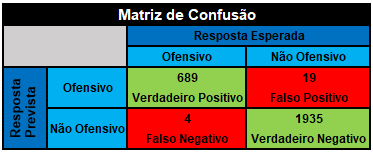 Matriz de Confusão
Resposta Esperada
Ofensivo Não Ofensivo
Resposta Prevista
Ofensivo
689 19
Verdadeiro Positivo Falso Positivo
Não Ofensivo
4 1935
Falso Negativo Verdadeiro Negativo